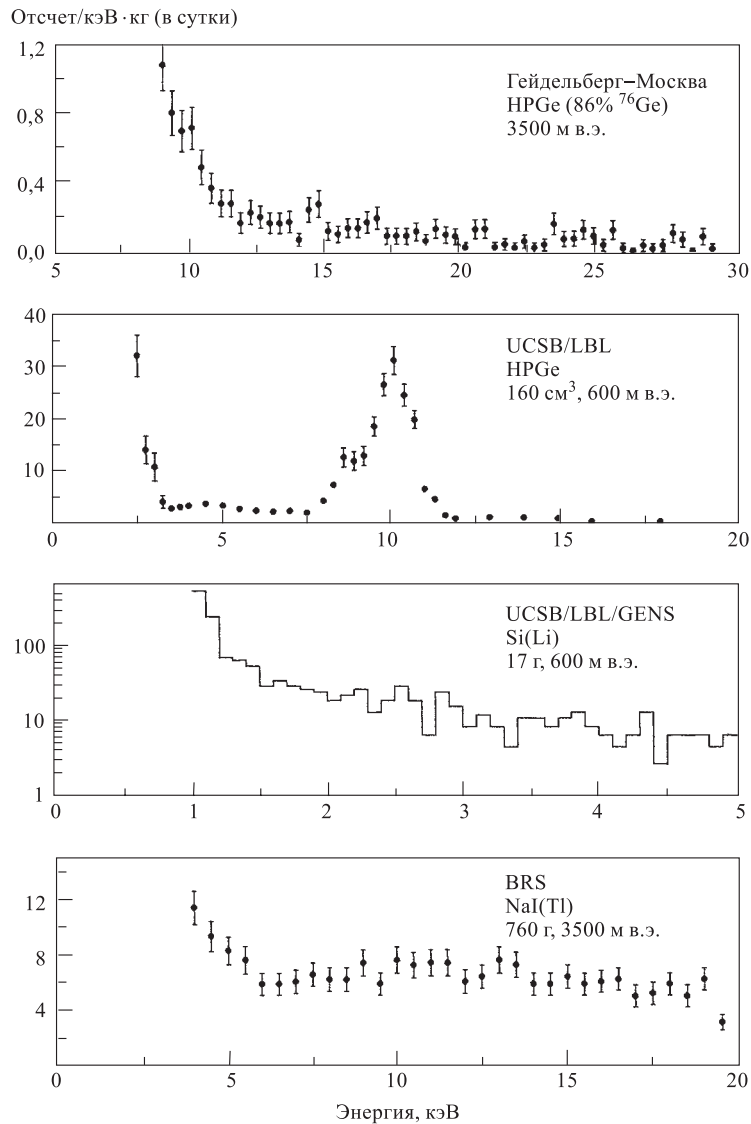 Отсчет/кэВ · кг (в сутки)
1,2
0,8
0,4
0,0
Гейдельберг–Москва
HPGe (86% ⁷⁶Ge)
3500 м в.э.
5 10 15 20 25 30
40
30
20
10
UCSB/LBL
HPGe
160 см³, 600 м в.э.
0 5 10 15 20
100
10
1
UCSB/LBL/GENS
Si(Li)
17 г, 600 м в.э.
0 1 2 3 4 5
12
8
4
BRS
NaI(Tl)
760 г, 3500 м в.э.
0 5 10 15 20
Энергия, кэВ